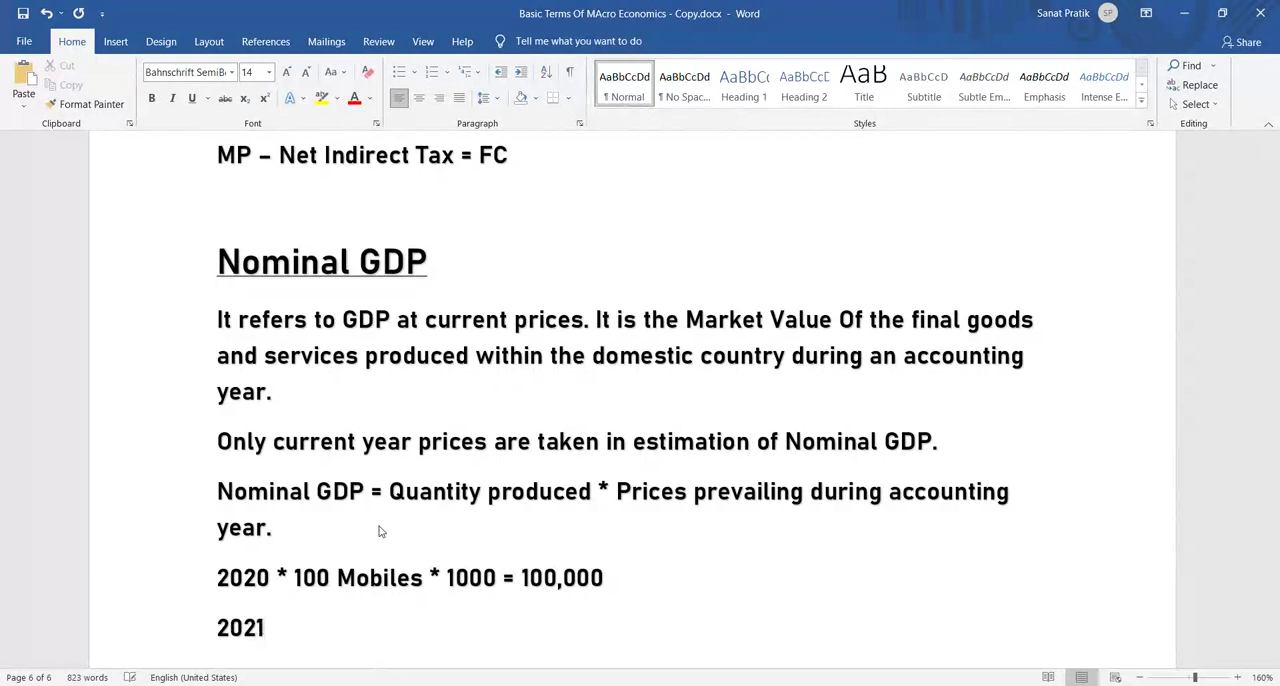 Basic Terms Of MAcro Economics - Copy.docx - Word
Sanat Pratik SP
File Home Insert Design Layout References Mailings Review View Help Tell me what you want to do
Share
Paste
Cut
Copy
Format Painter
Clipboard
Bahnschrift SemiB 14
Font
Paragraph
AaBbCcDd AaBbCcDd AaBbCc AaBbCcC AaB AaBbCcD AaBbCcDd AaBbCcDd AaBbCcDd
¶ Normal ¶ No Spac... Heading 1 Heading 2 Title Subtitle Subtle Em... Emphasis Intense E...
Styles
Find
Replace
Select
Editing
MP – Net Indirect Tax = FC
Nominal GDP
It refers to GDP at current prices. It is the Market Value Of the final goods
and services produced within the domestic country during an accounting
year.
Only current year prices are taken in estimation of Nominal GDP.
Nominal GDP = Quantity produced * Prices prevailing during accounting
year.
2020 * 100 Mobiles * 1000 = 100,000
2021
Page 6 of 6 823 words English (United States)
160%